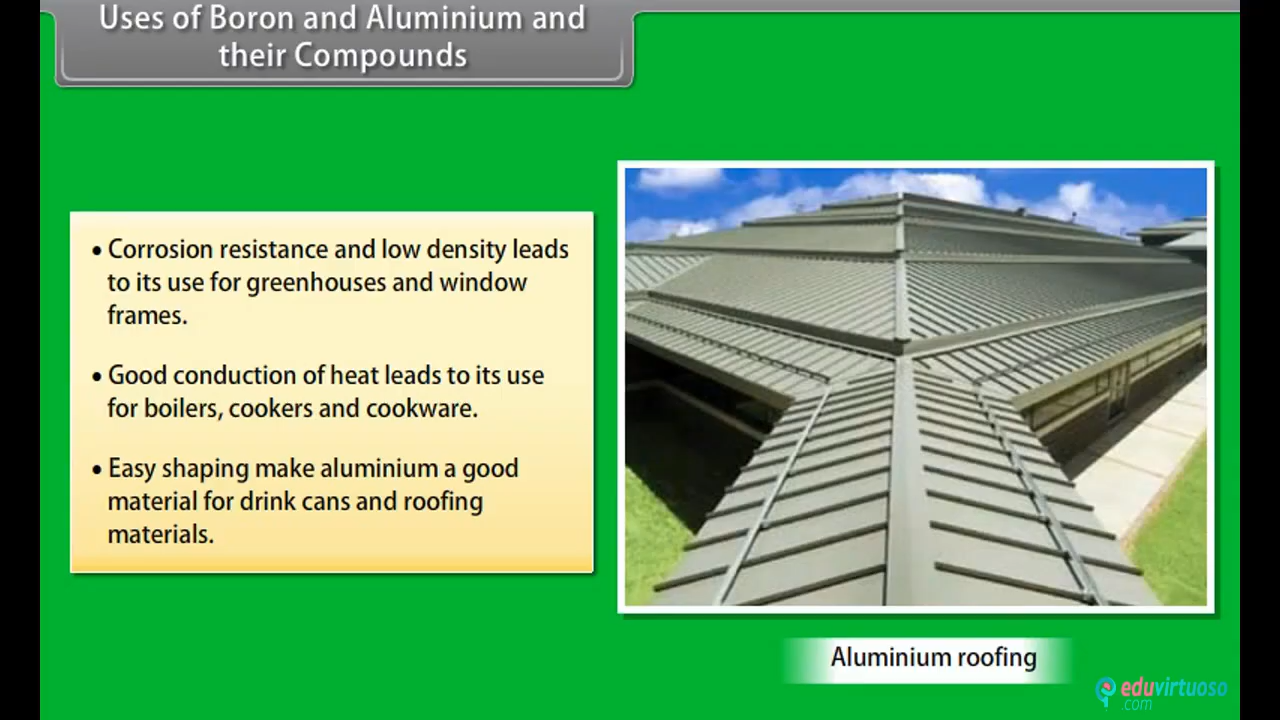 Uses of Boron and Aluminium and
their Compounds
• Corrosion resistance and low density leads
to its use for greenhouses and window
frames.
• Good conduction of heat leads to its use
for boilers, cookers and cookware.
• Easy shaping make aluminium a good
material for drink cans and roofing
materials.
Aluminium roofing
eduvirtuoso
.com